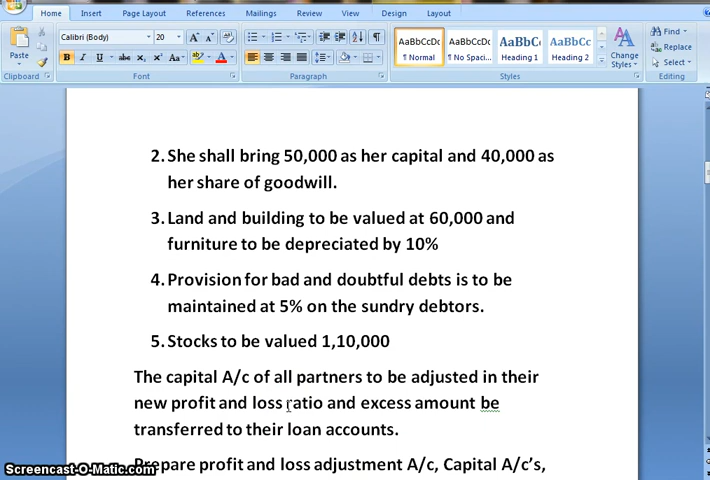 Home Insert Page Layout References Mailings Review View Design Layout
Calibri (Body) 20
Paste
AaBbCcDc AaBbCcDc AaBbC AaBbCc
¶ Normal ¶ No Spaci... Heading 1 Heading 2
Change Styles
Find
Replace
Select
Clipboard Font Paragraph Styles Editing
2. She shall bring 50,000 as her capital and 40,000 as
her share of goodwill.
3. Land and building to be valued at 60,000 and
furniture to be depreciated by 10%
4. Provision for bad and doubtful debts is to be
maintained at 5% on the sundry debtors.
5. Stocks to be valued 1,10,000
The capital A/c of all partners to be adjusted in their
new profit and loss ratio and excess amount be
transferred to their loan accounts.
Prepare profit and loss adjustment A/c, Capital A/c's,
Screencast-O-Matic.com